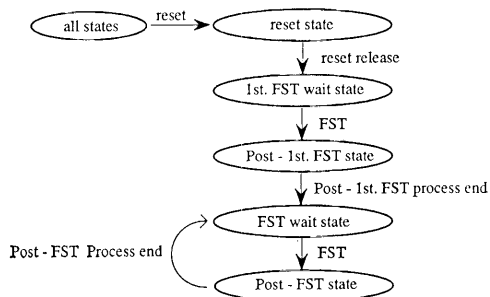 all states
reset
reset state
reset release
1st. FST wait state
FST
Post - 1st. FST state
Post - 1st. FST process end
FST wait state
Post - FST Process end
FST
Post - FST state